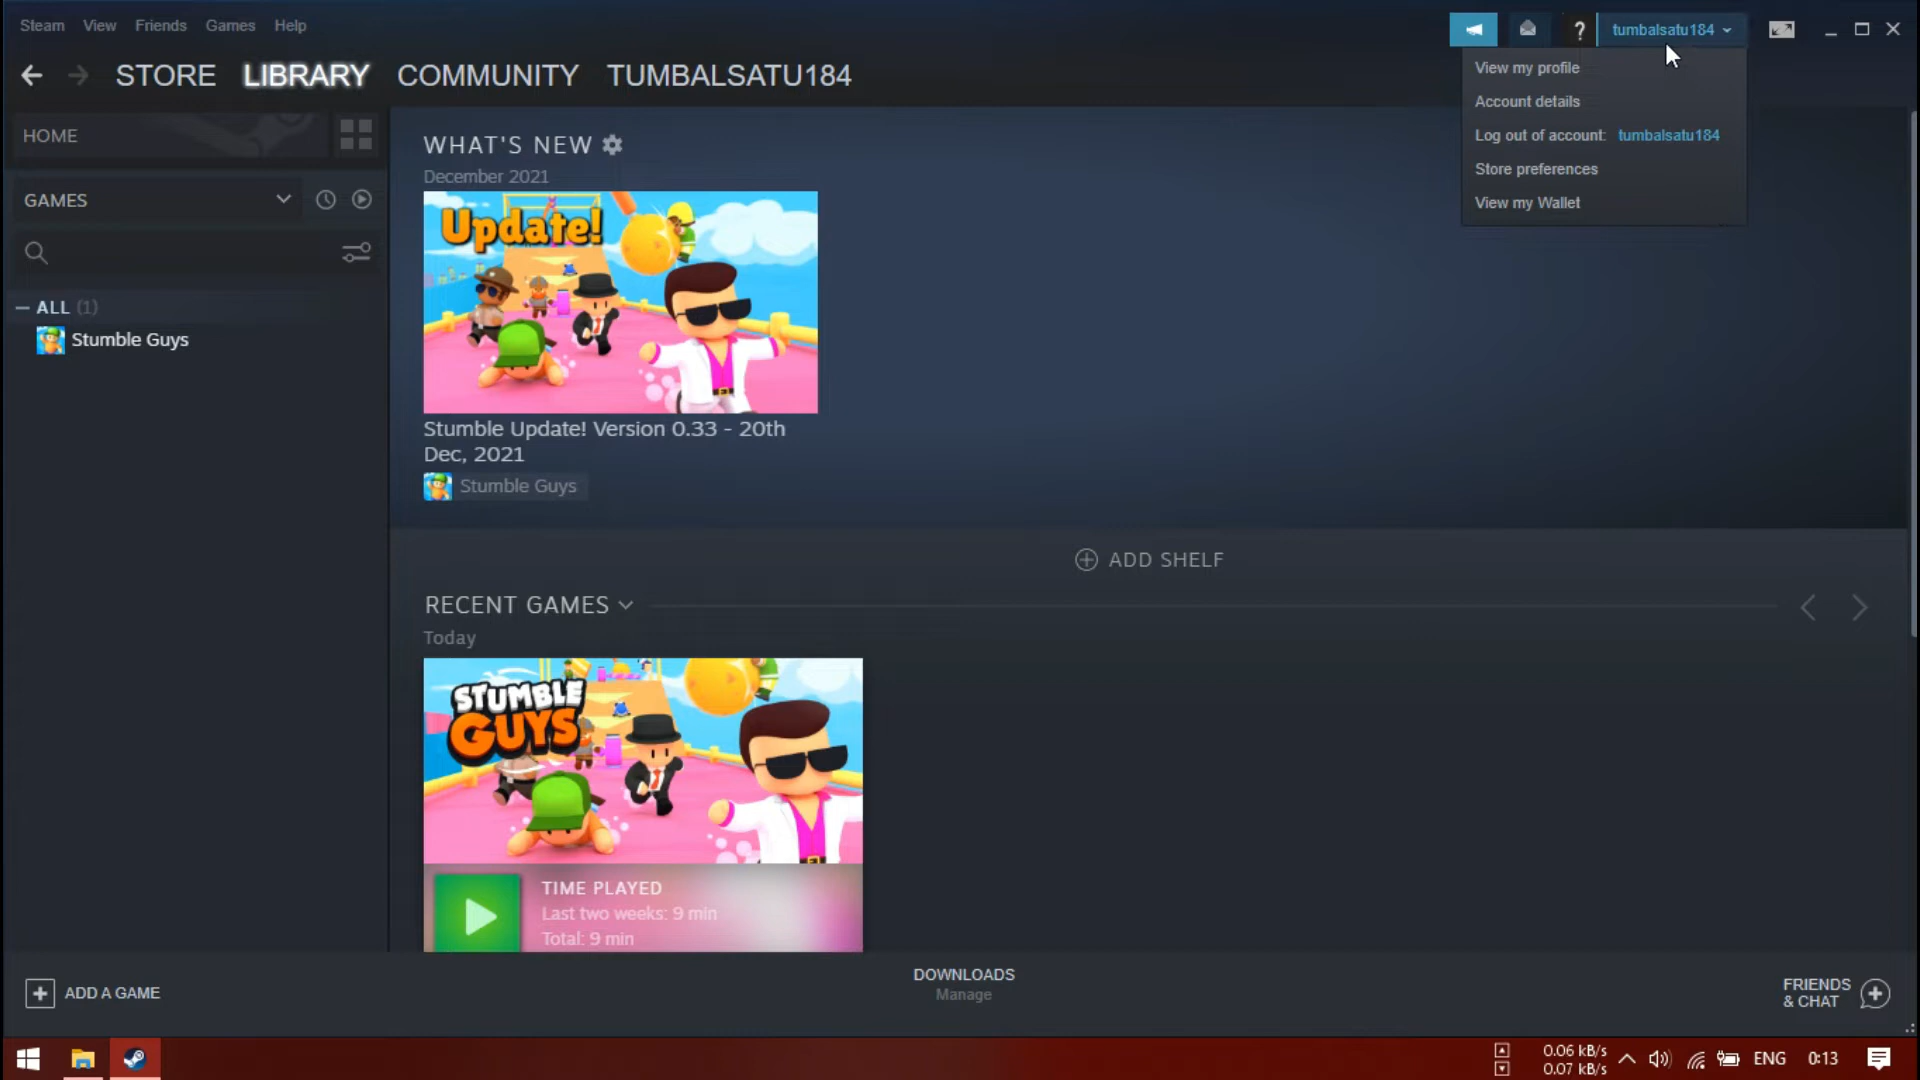 Steam View Friends Games Help
? tumbalsatu184
STORE LIBRARY COMMUNITY TUMBALSATU184
View my profile
Account details
Log out of account: tumbalsatu184
Store preferences
View my Wallet
HOME
GAMES
ALL (1)
Stumble Guys
WHAT'S NEW
December 2021
Update!
Stumble Update! Version 0.33 - 20th
Dec, 2021
Stumble Guys
ADD SHELF
RECENT GAMES
Today
STUMBLE
GUYS
TIME PLAYED
Last two weeks: 9 min
Total: 9 min
ADD A GAME
DOWNLOADS
Manage
FRIENDS
& CHAT
0.06 kB/s
0.07 kB/s
ENG 0:13